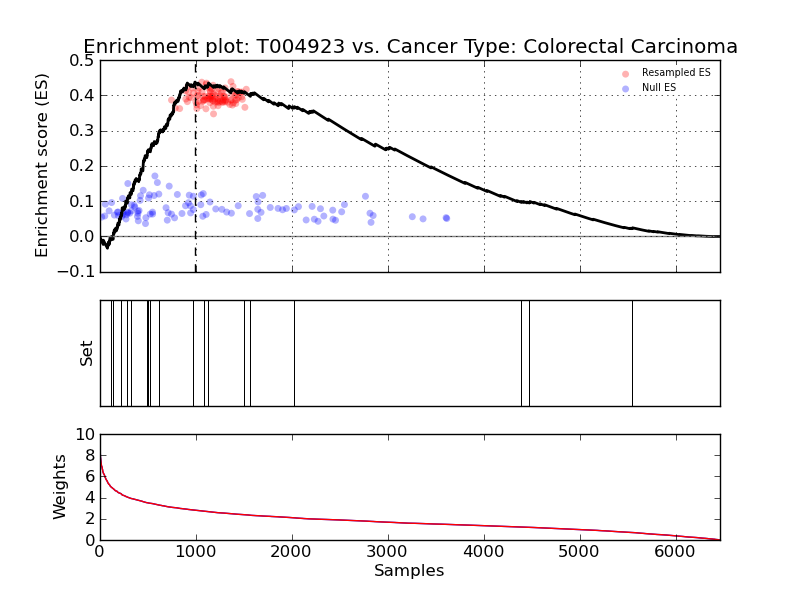 Enrichment plot: T004923 vs. Cancer Type: Colorectal Carcinoma
0.5
0.4
0.3
0.2
0.1
0.0
−0.1
Enrichment score (ES)
Resampled ES
Null ES
Set
10
8
6
4
2
0
Weights
0 1000 2000 3000 4000 5000 6000
Samples